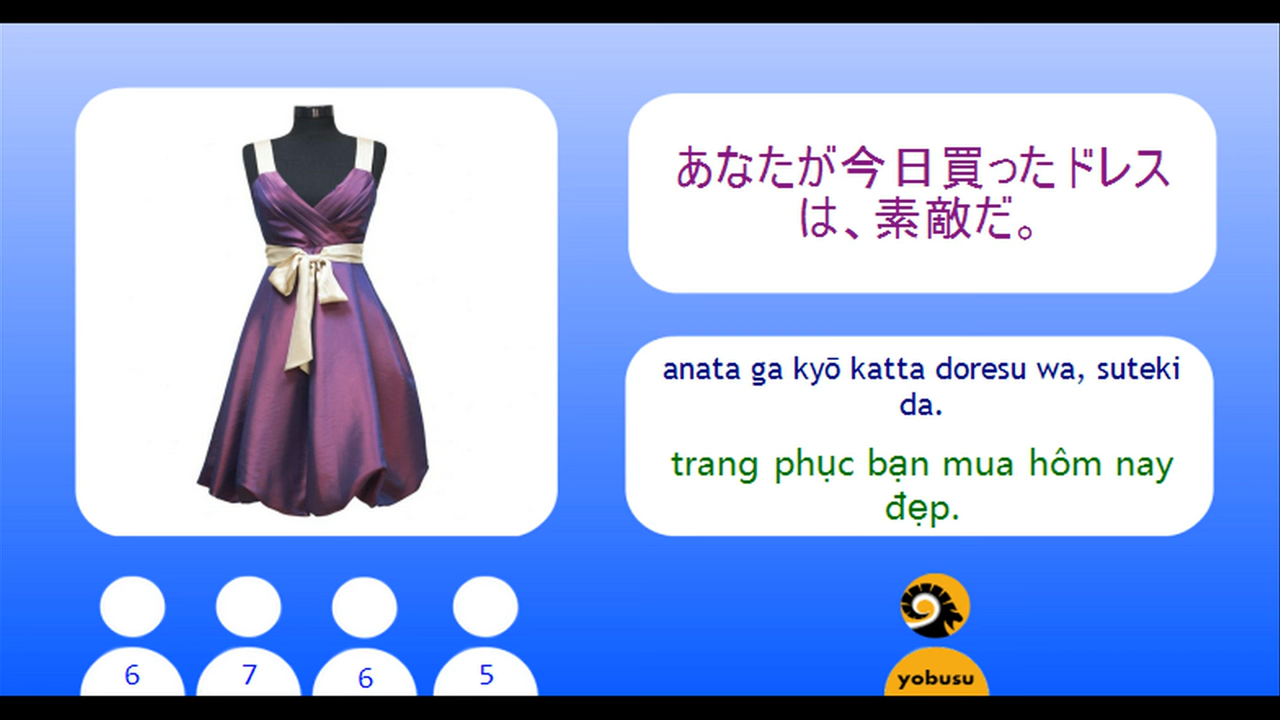 あなたが今日買ったドレス
は、素敵だ。
anata ga kyō katta doresu wa, suteki
da.
trang phục bạn mua hôm nay
đẹp.
6 7 6 5
yobusu